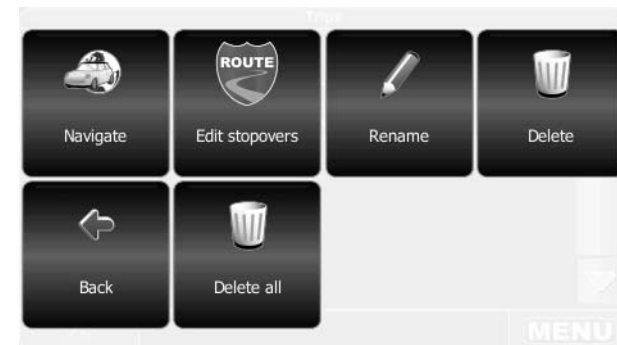 Trips
ROUTE
Navigate
Edit stopovers
Rename
Delete
Back
Delete all
MENU